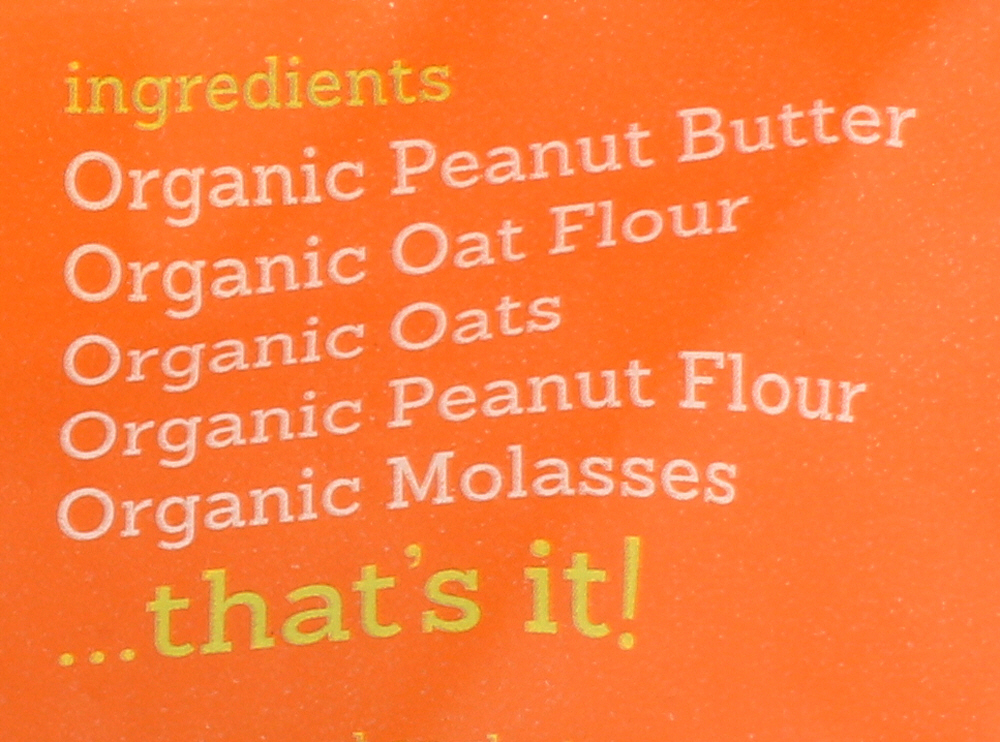 ingredients
Organic Peanut Butter
Organic Oat Flour
Organic Oats
Organic Peanut Flour
Organic Molasses
...that's it!